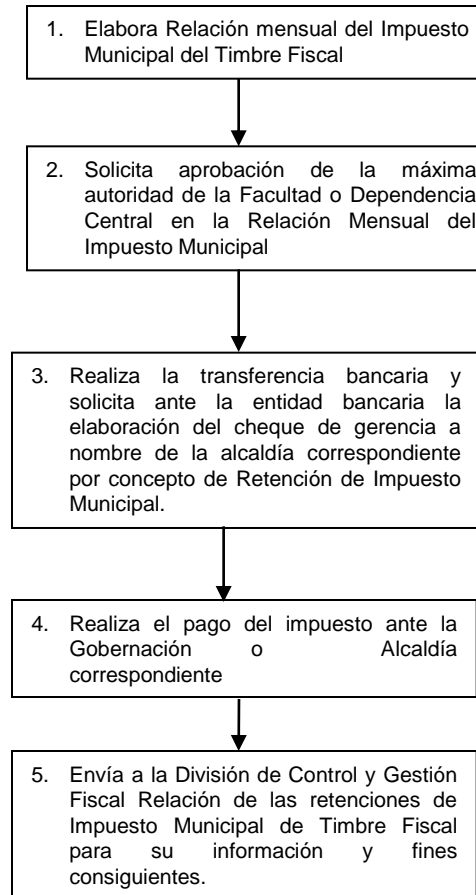 1. Elabora Relación mensual del Impuesto
Municipal del Timbre Fiscal
2. Solicita aprobación de la máxima
autoridad de la Facultad o Dependencia
Central en la Relación Mensual del
Impuesto Municipal
3. Realiza la transferencia bancaria y
solicita ante la entidad bancaria la
elaboración del cheque de gerencia a
nombre de la alcaldía correspondiente
por concepto de Retención de Impuesto
Municipal.
4. Realiza el pago del impuesto ante la
Gobernación o Alcaldía
correspondiente
5. Envía a la División de Control y Gestión
Fiscal Relación de las retenciones de
Impuesto Municipal de Timbre Fiscal
para su información y fines
consiguientes.